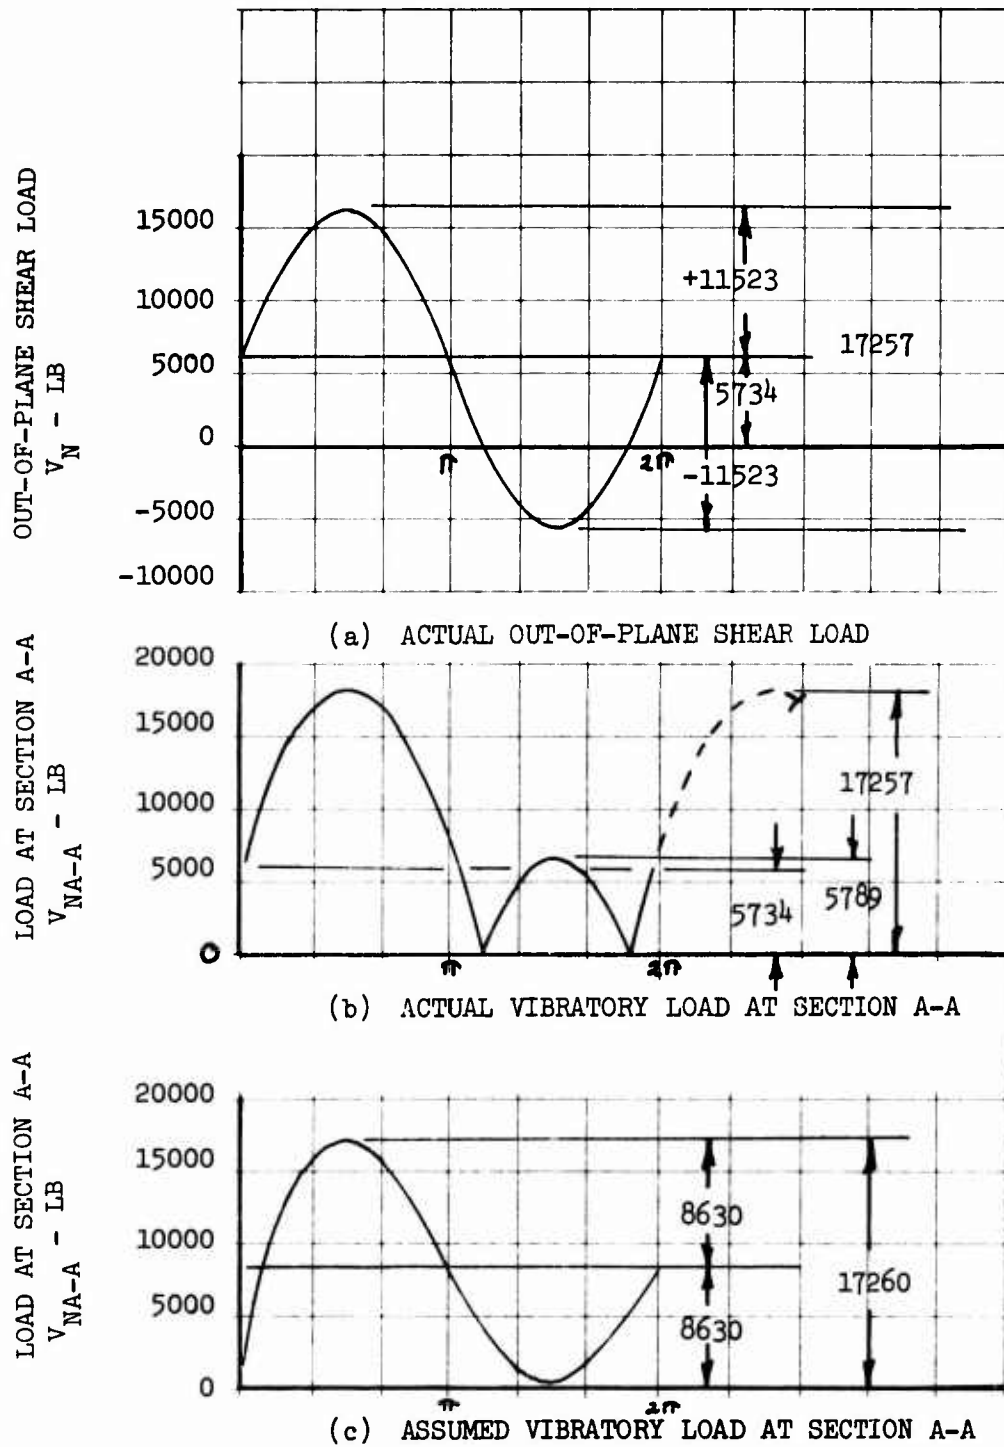 OUT-OF-PLANE SHEAR LOAD
V_N - LB
15000
10000
5000
0
-5000
-10000
+11523
17257
5734
-11523
π
2π
(a) ACTUAL OUT-OF-PLANE SHEAR LOAD
LOAD AT SECTION A-A
V_NA-A - LB
20000
15000
10000
5000
0
17257
5789
5734
π
2π
(b) ACTUAL VIBRATORY LOAD AT SECTION A-A
LOAD AT SECTION A-A
V_NA-A - LB
20000
15000
10000
5000
0
8630
17260
8630
π
2π
(c) ASSUMED VIBRATORY LOAD AT SECTION A-A